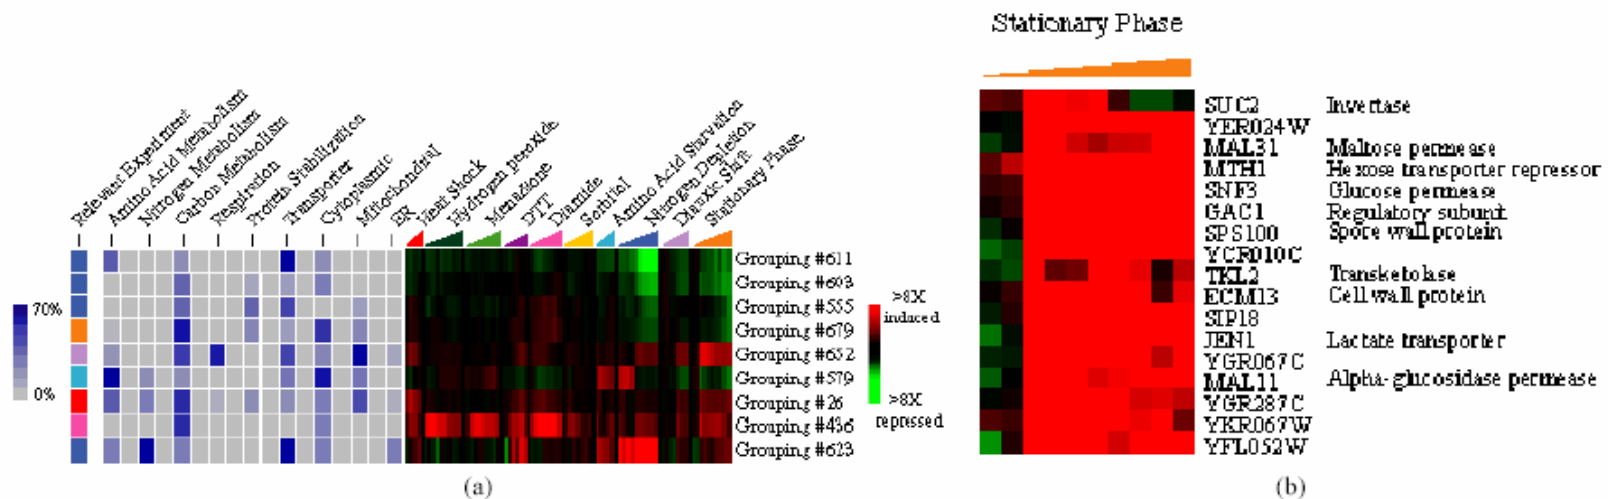 Stationary Phase
Relevant Expediment
Amino Acid Metabolism
Nitrogen Metabolism
Carbon Metabolism
Respiration
Protein Stabilization
Transporter
Cytoplasmic
Mitochondrial
ER
Heat Shock
Hydrogen peroxide
Menadione
DTT
Diamide
Sorbitol
Amino Acid Starvation
Nitrogen Depletion
Diauxic Shift
Stationary Phase
70%
0%
Grouping #611
Grouping #603
Grouping #555
Grouping #679
Grouping #652
Grouping #579
Grouping #26
Grouping #436
Grouping #623
>8X
induced
>8X
repressed
(a)
SUC2 Invertase
YER024W
MAL31 Maltose permease
MTH1 Hexose transporter repressor
SNF3 Glucose permease
GAC1 Regulatory subunit
SPS100 Spore wall protein
YCR010C
TKL2 Transketolase
ECM13 Cell wall protein
SIP18
JEN1 Lactate transporter
YGR067C
MAL11 Alpha-glucosidase permease
YGR287C
YKR067W
YFL052W
(b)